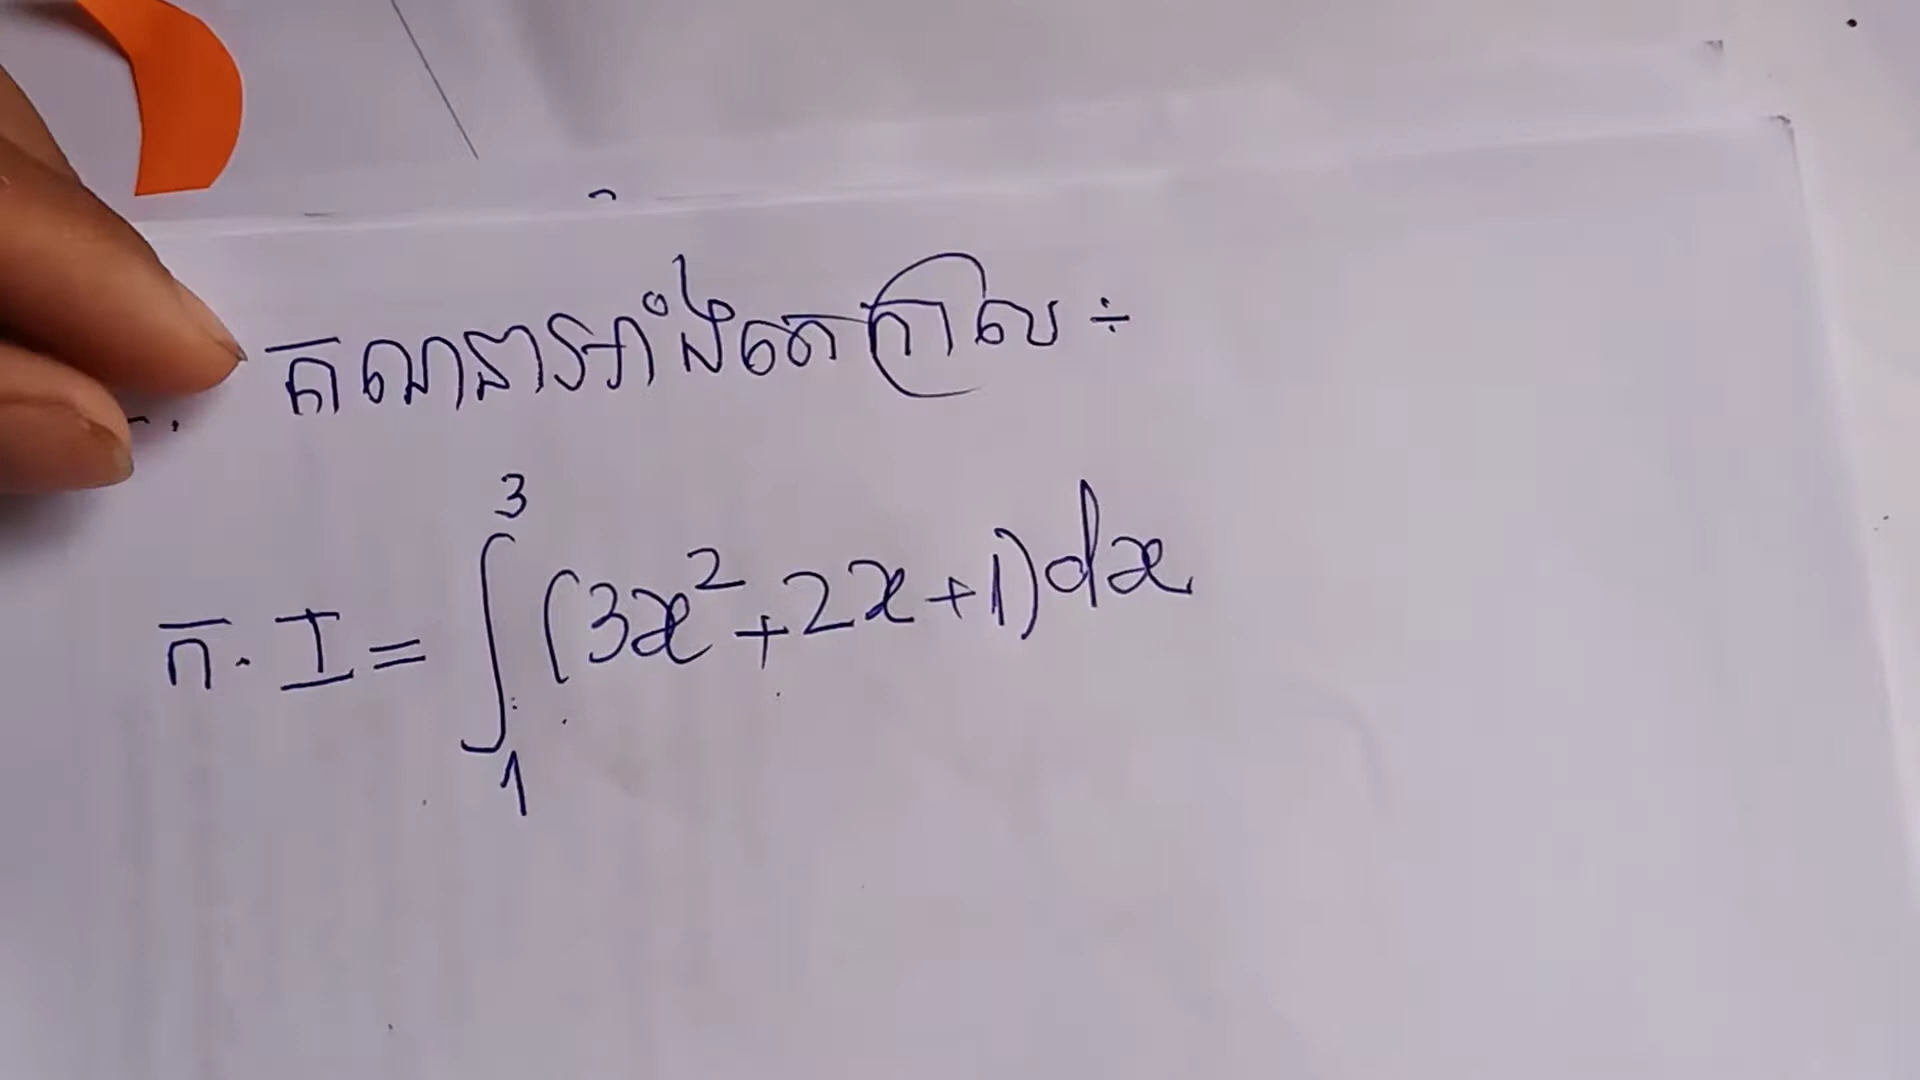 គណនាអាំងតេក្រាល ÷
ក. I = ∫₁³ (3x² + 2x + 1) dx